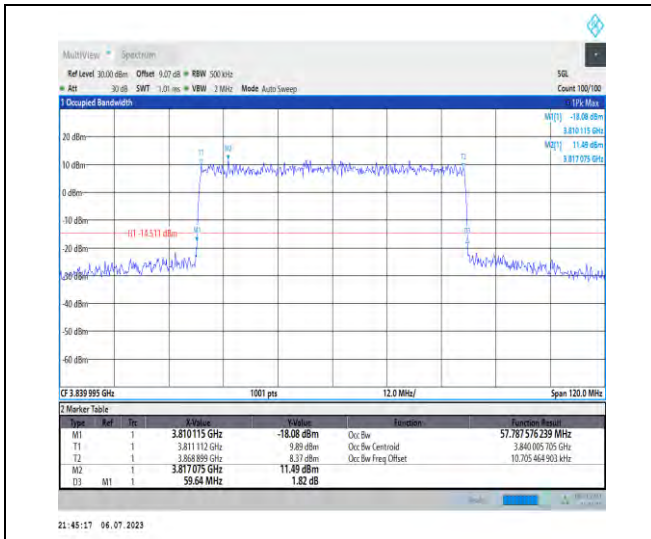 MultiView Spectrum
Ref Level 30.00 dBm Offset 9.07 dB RBW 500 kHz SGL
Att 30 dB SWT 1.01 ms VBW 2 MHz Mode Auto Sweep Count 100/100
1 Occupied Bandwidth 1Pk Max
M1[1] -18.08 dBm
3.810 115 GHz
M2[1] 11.49 dBm
3.817 075 GHz
20 dBm
T1 M2 T2
10 dBm
0 dBm
-10 dBm
H1 -14.511 dBm M1 D3
-20 dBm
-30 dBm
-40 dBm
-50 dBm
-60 dBm
CF 3.839 995 GHz 1001 pts 12.0 MHz/ Span 120.0 MHz
2 Marker Table
Type Ref Trc X-Value Y-Value Function Function Result
M1 1 3.810 115 GHz -18.08 dBm Occ Bw 57.787 576 239 MHz
T1 1 3.811 112 GHz 9.89 dBm Occ Bw Centroid 3.840 005 705 GHz
T2 1 3.868 899 GHz 8.37 dBm Occ Bw Freq Offset 10.705 464 903 kHz
M2 1 3.817 075 GHz 11.49 dBm
D3 M1 1 59.64 MHz 1.82 dB
21:45:17 06.07.2023